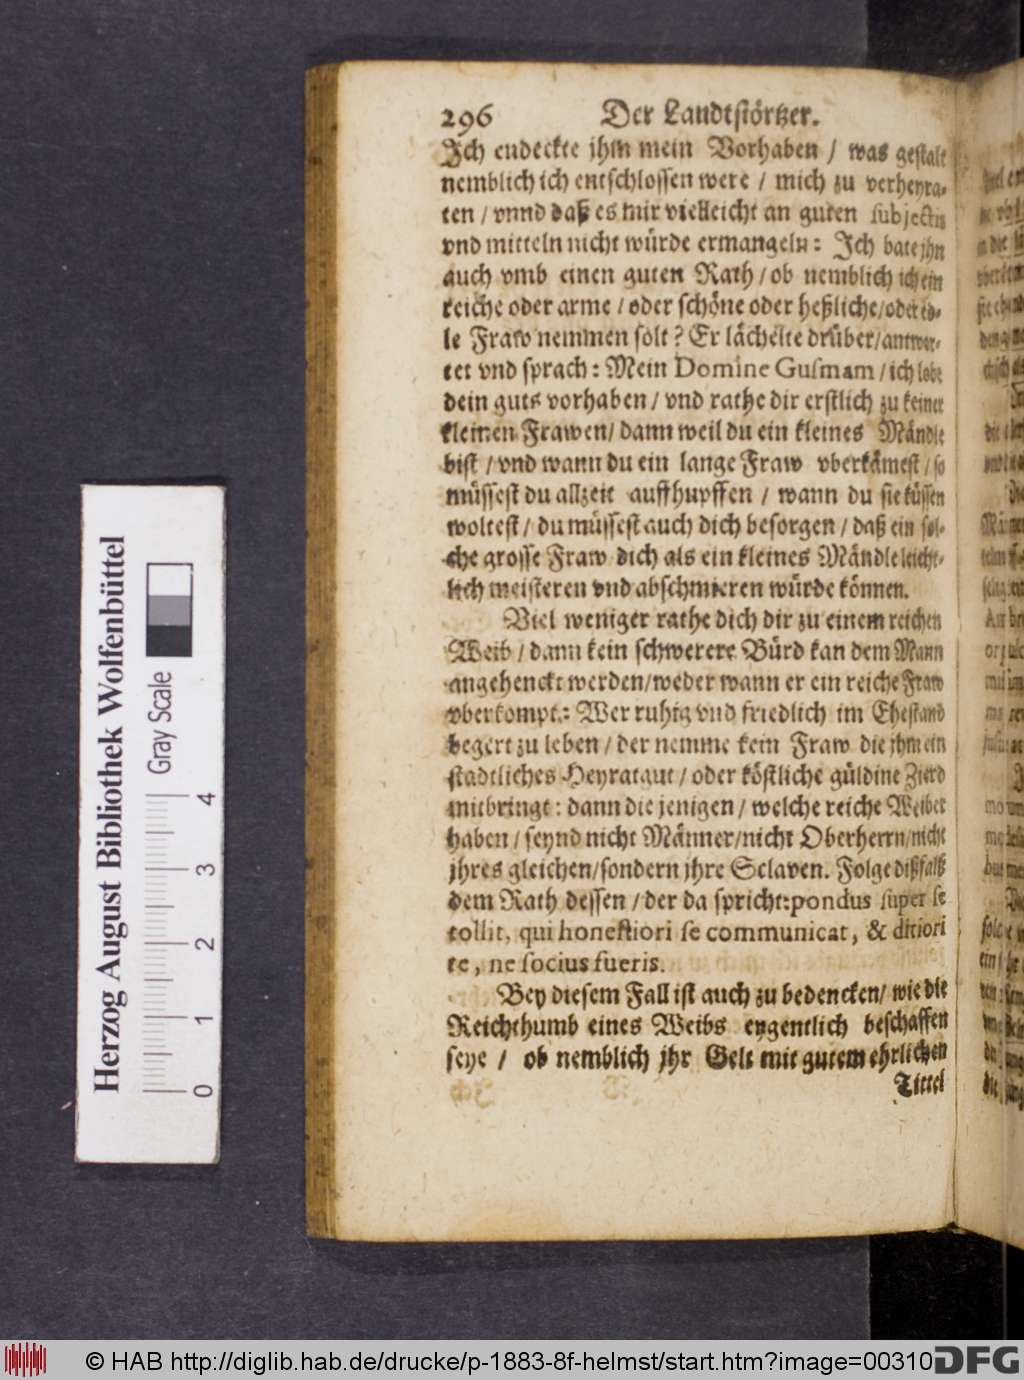 296 Der Landtstörtzer.
Ich endeckte jhm mein Vorhaben / was gestalt
nemblich ich entschlossen were / mich zu verheyra-
ten / vnnd daß es mir vielleicht an guten subjectis
vnd mitteln nicht würde ermangeln: Ich bate jhn
auch vmb einen guten Rath / ob nemblich ich ein
reiche oder arme / oder schöne oder heßliche / oder ed-
le Fraw nemmen solt? Er lächelte drüber / antwor-
tet vnd sprach: Mein Domine Gusmam / ich lobe
dein guts vorhaben / vnd rathe dir erstlich zu keiner
kleinen Frawen / dann weil du ein kleines Mändle
bist / vnd wann du ein lange Fraw vberkämest / so
müssest du allzeit auffhupffen / wann du sie küssen
woltest / du müssest auch dich besorgen / daß ein sol-
che grosse Fraw dich als ein kleines Mändle leicht-
lich meisteren vnd abschmieren würde können.
Viel weniger rathe dich dir zu einem reichen
Weib / dann kein schwerere Bürd kan dem Mann
angehenckt werden / weder wann er ein reiche Fraw
vberkompt: Wer ruhig vnd friedlich im Ehestand
begert zu leben / der nemme kein Fraw die jhm ein
stadtliches Heyratgut / oder köstliche güldine Zierd
mitbringt: dann die jenigen / welche reiche Weiber
haben / seynd nicht Männer / nicht Oberherrn / nicht
jhres gleichen / sondern jhre Sclaven. Folge dißfalß
dem Rath dessen / der da spricht: pondus super se
tollit, qui honestiori se communicat, & ditiori
te, ne socius fueris.
Bey diesem Fall ist auch zu bedencken / wie die
Reichthumb eines Weibs eygentlich beschaffen
seye / ob nemblich jhr Gelt mit gutem ehrlichen
Tittel
Herzog August Bibliothek Wolfenbüttel
Gray Scale
0 1 2 3 4
© HAB http://diglib.hab.de/drucke/p-1883-8f-helmst/start.htm?image=00310
DFG